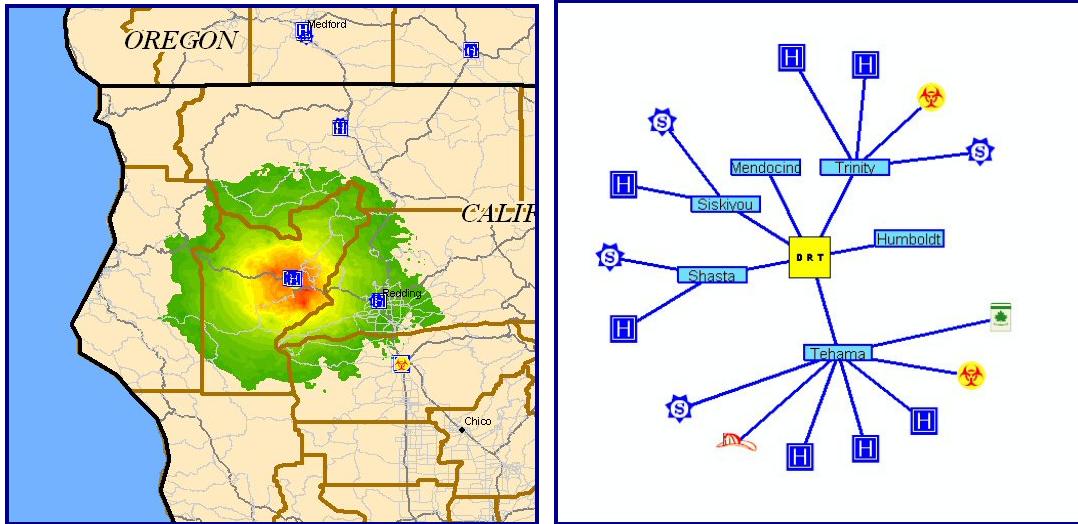 Medford
OREGON
H
H
CALIF
H
Redding
Chico
H
H
S
S
Mendocino
Trinity
H
Siskiyou
Humboldt
DRT
S
Shasta
H
Tehama
S
H
H
H